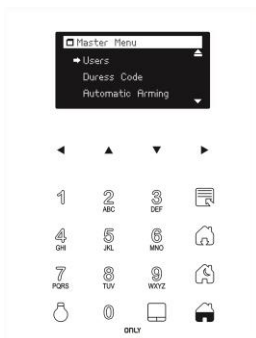 Master Menu
Users
Duress Code
Automatic Arming
1
2
ABC
3
DEF
4
GHI
5
JKL
6
MNO
7
PQRS
8
TUV
9
WXYZ
0
ONLY